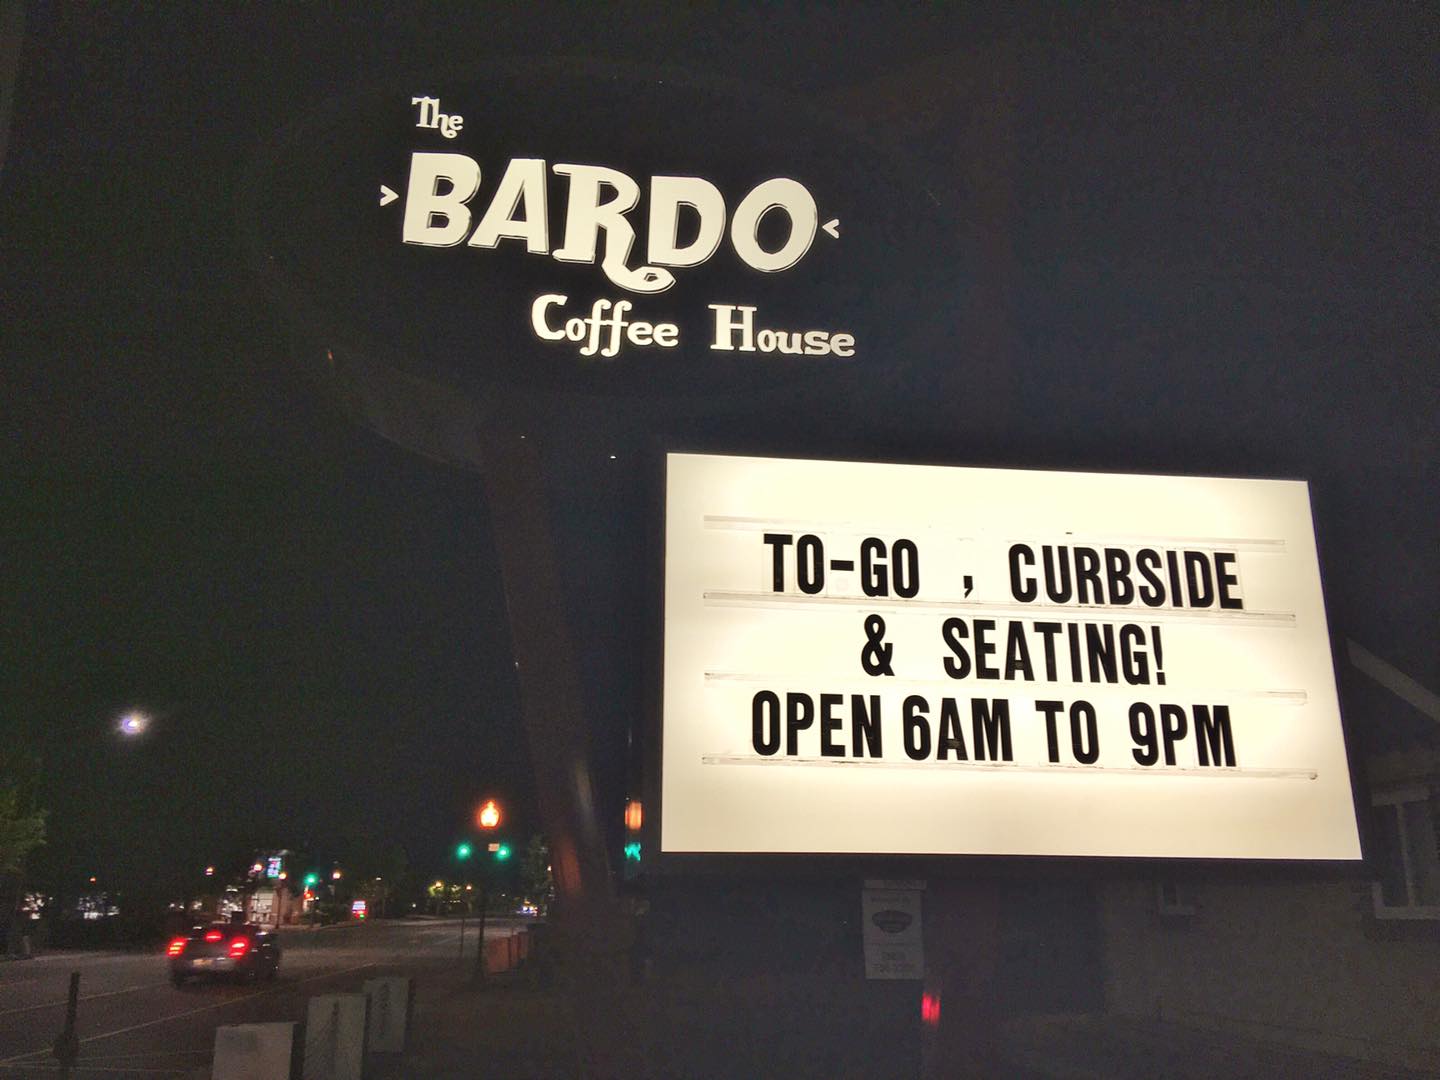 The
> BARDO <
Coffee House
TO-GO , CURBSIDE
& SEATING!
OPEN 6AM TO 9PM